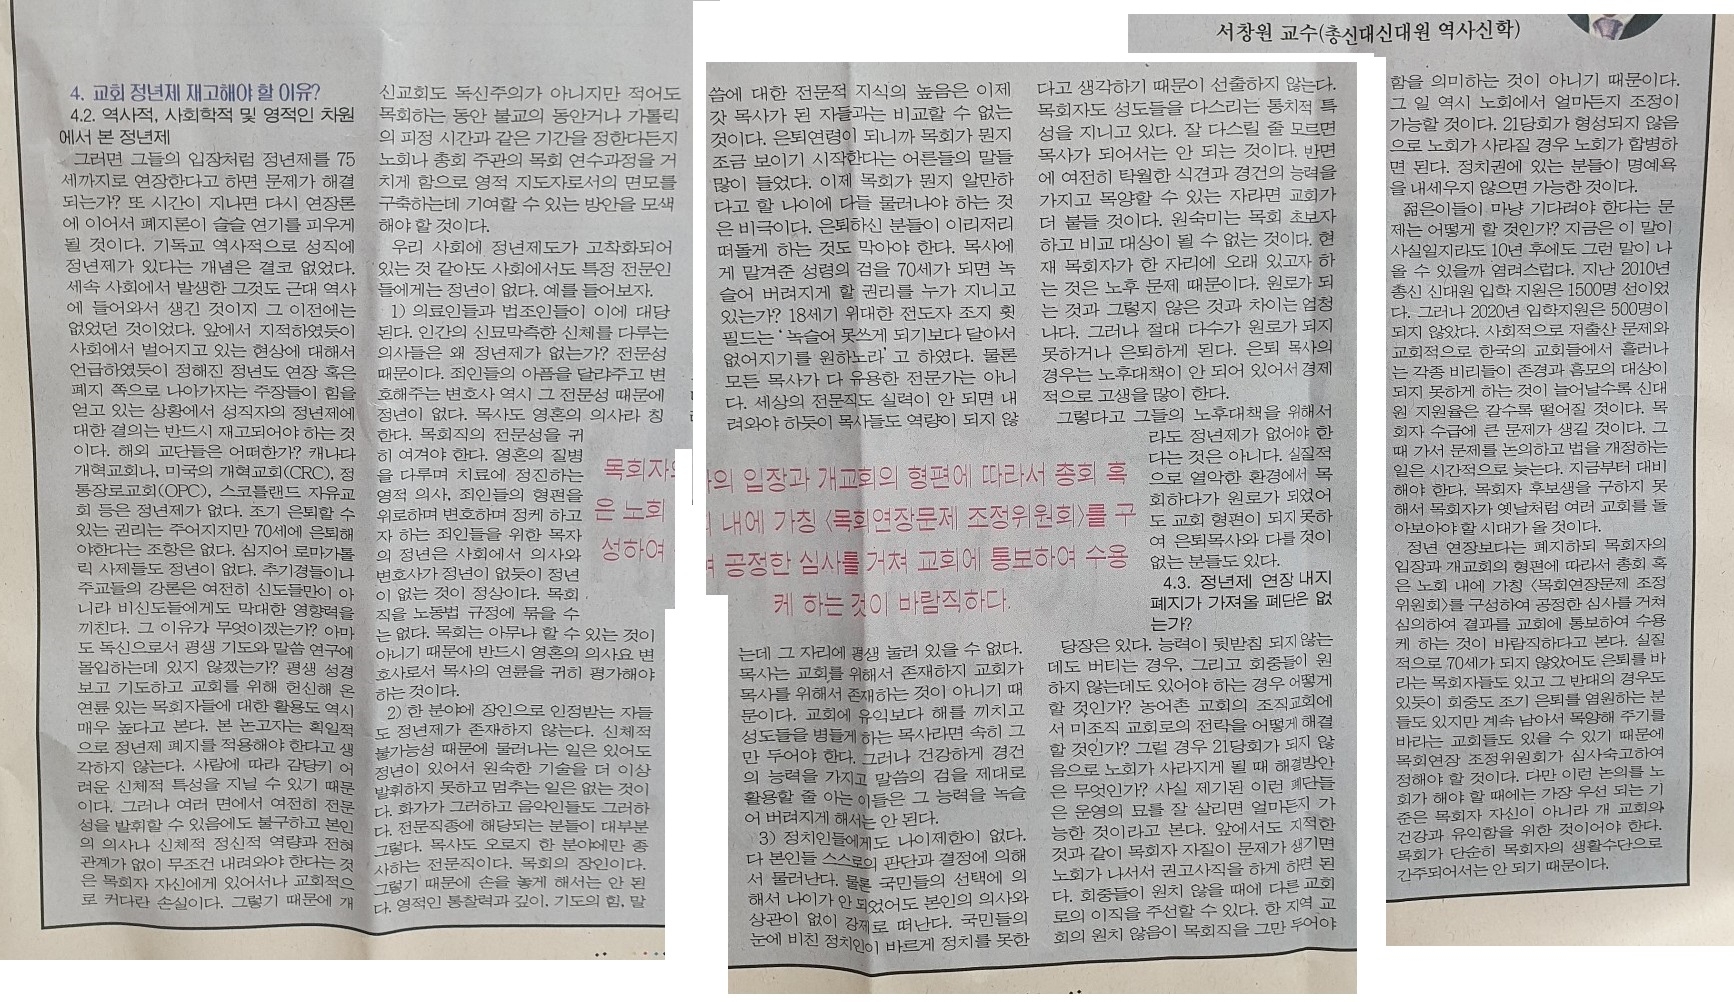 서창원 교수(총신대신대원 역사신학)
4. 교회 정년제 재고해야 할 이유?
4.2. 역사적, 사회학적 및 영적인 차원
에서 본 정년제
그러면 그들의 입장처럼 정년제를 75
세까지로 연장한다고 하면 문제가 해결
되는가? 또 시간이 지나면 다시 연장론
에 이어서 폐지론이 슬슬 연기를 피우게
될 것이다. 기독교 역사적으로 성직에
정년제가 있다는 개념은 결코 없었다.
세속 사회에서 발생한 그것도 근대 역사
에 들어와서 생긴 것이지 그 이전에는
없었던 것이었다. 앞에서 지적하였듯이
사회에서 벌어지고 있는 현상에 대해서
언급하였듯이 정해진 정년도 연장 혹은
폐지 쪽으로 나아가자는 주장들이 힘을
얻고 있는 상황에서 성직자의 정년제에
대한 결의는 반드시 재고되어야 하는 것
이다. 해외 교단들은 어떠한가? 캐나다
개혁교회나, 미국의 개혁교회(CRC), 정
통장로교회(OPC), 스코틀랜드 자유교
회 등은 정년제가 없다. 조기 은퇴할 수
있는 권리는 주어지지만 70세에 은퇴해
야한다는 조항은 없다. 심지어 로마가톨
릭 사제들도 정년이 없다. 추기경들이나
주교들의 강론은 여전히 신도들만이 아
니라 비신도들에게도 막대한 영향력을
끼친다. 그 이유가 무엇이겠는가? 아마
도 독신으로서 평생 기도와 말씀 연구에
몰입하는데 있지 않겠는가? 평생 성경
보고 기도하고 교회를 위해 헌신해 온
연륜 있는 목회자들에 대한 활용도 역시
매우 높다고 본다. 본 논고자는 획일적
으로 정년제 폐지를 적용해야 한다고 생
각하지 않는다. 사람에 따라 감당키 어
려운 신체적 특성을 지닐 수 있기 때문
이다. 그러나 여러 면에서 여전히 전문
성을 발휘할 수 있음에도 불구하고 본인
의 의사나 신체적 정신적 역량과 전혀
관계가 없이 무조건 내려와야 한다는 것
은 목회자 자신에게 있어서나 교회적으
로 커다란 손실이다. 그렇기 때문에 개
신교회도 독신주의가 아니지만 적어도
목회하는 동안 불교의 동안거나 가톨릭
의 피정 시간과 같은 기간을 정한다든지
노회나 총회 주관의 목회 연수과정을 거
치게 함으로 영적 지도자로서의 면모를
구축하는데 기여할 수 있는 방안을 모색
해야 할 것이다.
우리 사회에 정년제도가 고착화되어
있는 것 같아도 사회에서도 특정 전문인
들에게는 정년이 없다. 예를 들어보자.
1) 의료인들과 법조인들이 이에 해당
된다. 인간의 신묘막측한 신체를 다루는
의사들은 왜 정년제가 없는가? 전문성
때문이다. 죄인들의 아픔을 달랴주고 변
호해주는 변호사 역시 그 전문성 때문에
정년이 없다. 목사도 영혼의 의사라 칭
한다. 목회직의 전문성을 귀
히 여겨야 한다. 영혼의 질병
을 다루며 치료에 정진하는
영적 의사, 죄인들의 형편을
위로하며 변호하며 정케 하고
자 하는 죄인들을 위한 목자
의 정년은 사회에서 의사와
변호사가 정년이 없듯이 정년
이 없는 것이 정상이다. 목회
직을 노동법 규정에 묶을 수
는 없다. 목회는 아무나 할 수 있는 것이
아니기 때문에 반드시 영혼의 의사요 변
호사로서 목사의 연륜을 귀히 평가해야
하는 것이다.
2) 한 분야에 장인으로 인정받는 자들
도 정년제가 존재하지 않는다. 신체적
불가능성 때문에 물러나는 일은 있어도
정년이 있어서 원숙한 기술을 더 이상
발휘하지 못하고 멈추는 일은 없는 것이
다. 화가가 그러하고 음악인들도 그러하
다. 전문직종에 해당되는 분들이 대부분
그렇다. 목사도 오로지 한 분야에만 종
사하는 전문직이다. 목회의 장인이다.
그렇기 때문에 손을 놓게 해서는 안 된
다. 영적인 통찰력과 깊이, 기도의 힘, 말
씀에 대한 전문적 지식의 높음은 이제
갓 목사가 된 자들과는 비교할 수 없는
것이다. 은퇴연령이 되니까 목회가 뭔지
조금 보이기 시작한다는 어른들의 말들
많이 들었다. 이제 목회가 뭔지 알만하
다고 할 나이에 다들 물러나야 하는 것
은 비극이다. 은퇴하신 분들이 이리저리
떠돌게 하는 것도 막아야 한다. 목사에
게 맡겨준 성령의 검을 70세가 되면 녹
슬어 버려지게 할 권리를 누가 지니고
있는가? 18세기 위대한 전도자 조지 휫
필드는 ‘녹슬어 못쓰게 되기보다 닳아서
없어지기를 원하노라’ 고 하였다. 물론
모든 목사가 다 유용한 전문가는 아니
다. 세상의 전문직도 실력이 안 되면 내
려와야 하듯이 목사들도 역량이 되지 않
목회자의 입장과 개교회의 형편에 따라서 총회 혹
은 노회 내에 가칭 〈목회연장문제 조정위원회〉를 구
성하여 공정한 심사를 거쳐 교회에 통보하여 수용
케 하는 것이 바람직하다.
는데 그 자리에 평생 눌러 있을 수 없다.
목사는 교회를 위해서 존재하지 교회가
목사를 위해서 존재하는 것이 아니기 때
문이다. 교회에 유익보다 해를 끼치고
성도들을 병들게 하는 목사라면 속히 그
만 두어야 한다. 그러나 건강하게 경건
의 능력을 가지고 말씀의 검을 제대로
활용할 줄 아는 이들은 그 능력을 녹슬
어 버려지게 해서는 안 된다.
3) 정치인들에게도 나이제한이 없다.
다 본인들 스스로의 판단과 결정에 의해
서 물러난다. 물론 국민들의 선택에 의
해서 나이가 안 되었어도 본인의 의사와
상관이 없이 강제로 떠난다. 국민들의
눈에 비친 정치인이 바르게 정치를 못한
다고 생각하기 때문이 선출하지 않는다.
목회자도 성도들을 다스리는 통치적 특
성을 지니고 있다. 잘 다스릴 줄 모르면
목사가 되어서는 안 되는 것이다. 반면
에 여전히 탁월한 식견과 경건의 능력을
가지고 목양할 수 있는 자라면 교회가
더 붙들 것이다. 원숙미는 목회 초보자
하고 비교 대상이 될 수 없는 것이다. 현
재 목회자가 한 자리에 오래 있고자 하
는 것은 노후 문제 때문이다. 원로가 되
는 것과 그렇지 않은 것과 차이는 엄청
나다. 그러나 절대 다수가 원로가 되지
못하거나 은퇴하게 된다. 은퇴 목사의
경우는 노후대책이 안 되어 있어서 경제
적으로 고생을 많이 한다.
그렇다고 그들의 노후대책을 위해서
라도 정년제가 없어야 한
다는 것은 아니다. 실질적
으로 열악한 환경에서 목
회하다가 원로가 되었어
도 교회 형편이 되지 못하
여 은퇴목사와 다를 것이
없는 분들도 있다.
4.3. 정년제 연장 내지
폐지가 가져올 폐단은 없
는가?
당장은 있다. 능력이 뒷받침 되지 않는
데도 버티는 경우, 그리고 회중들이 원
하지 않는데도 있어야 하는 경우 어떻게
할 것인가? 농어촌 교회의 조직교회에
서 미조직 교회로의 전락을 어떻게 해결
할 것인가? 그럴 경우 21당회가 되지 않
음으로 노회가 사라지게 될 때 해결방안
은 무엇인가? 사실 제기된 이런 폐단들
은 운영의 묘를 잘 살리면 얼마든지 가
능한 것이라고 본다. 앞에서도 지적한
것과 같이 목회자 자질이 문제가 생기면
노회가 나서서 권고사직을 하게 하면 된
다. 회중들이 원치 않을 때에 다른 교회
로의 이직을 주선할 수 있다. 한 지역 교
회의 원치 않음이 목회직을 그만 두어야
함을 의미하는 것이 아니기 때문이다.
그 일 역시 노회에서 얼마든지 조정이
가능할 것이다. 21당회가 형성되지 않음
으로 노회가 사라질 경우 노회가 합병하
면 된다. 정치권에 있는 분들이 명예욕
을 내세우지 않으면 가능한 것이다.
젊은이들이 마냥 기다려야 한다는 문
제는 어떻게 할 것인가? 지금은 이 말이
사실일지라도 10년 후에도 그런 말이 나
올 수 있을까 염려스럽다. 지난 2010년
총신 신대원 입학 지원은 1500명 선이었
다. 그러나 2020년 입학지원은 500명이
되지 않았다. 사회적으로 저출산 문제와
교회적으로 한국의 교회들에서 흘러나
는 각종 비리들이 존경과 흠모의 대상이
되지 못하게 하는 것이 늘어날수록 신대
원 지원율은 갈수록 떨어질 것이다. 목
회자 수급에 큰 문제가 생길 것이다. 그
때 가서 문제를 논의하고 법을 개정하는
일은 시간적으로 늦는다. 지금부터 대비
해야 한다. 목회자 후보생을 구하지 못
해서 목회자가 옛날처럼 여러 교회를 돌
아보아야 할 시대가 올 것이다.
정년 연장보다는 폐지하되 목회자의
입장과 개교회의 형편에 따라서 총회 혹
은 노회 내에 가칭 〈목회연장문제 조정
위원회〉를 구성하여 공정한 심사를 거쳐
심의하여 결과를 교회에 통보하여 수용
케 하는 것이 바람직하다고 본다. 실질
적으로 70세가 되지 않았어도 은퇴를 바
라는 목회자들도 있고 그 반대의 경우도
있듯이 회중도 조기 은퇴를 염원하는 분
들도 있지만 계속 남아서 목양해 주기를
바라는 교회들도 있을 수 있기 때문에
목회연장 조정위원회가 심사숙고하여
정해야 할 것이다. 다만 이런 논의를 노
회가 해야 할 때에는 가장 우선 되는 기
준은 목회자 자신이 아니라 개 교회와
건강과 유익함을 위한 것이어야 한다.
목회가 단순히 목회자의 생활수단으로
간주되어서는 안 되기 때문이다.